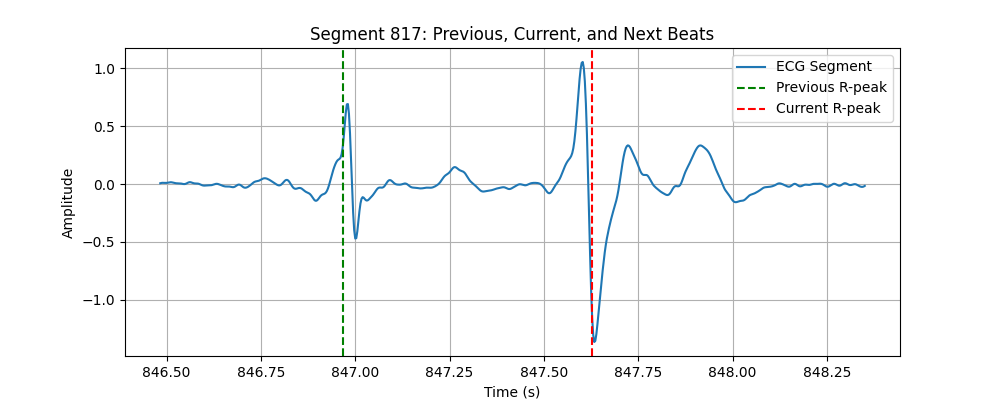 Segment 817: Previous, Current, and Next Beats
ECG Segment
Previous R-peak
Current R-peak
Amplitude
1.0
0.5
0.0
−0.5
−1.0
846.50 846.75 847.00 847.25 847.50 847.75 848.00 848.25
Time (s)